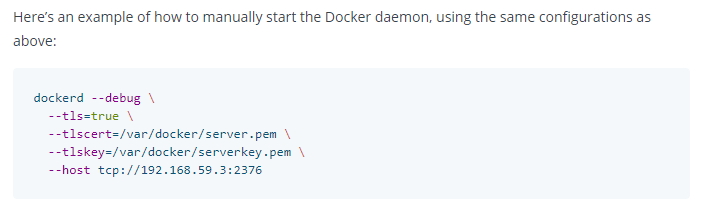 Here's an example of how to manually start the Docker daemon, using the same configurations as
above:
dockerd --debug \
--tls=true \
--tlscert=/var/docker/server.pem \
--tlskey=/var/docker/serverkey.pem \
--host tcp://192.168.59.3:2376